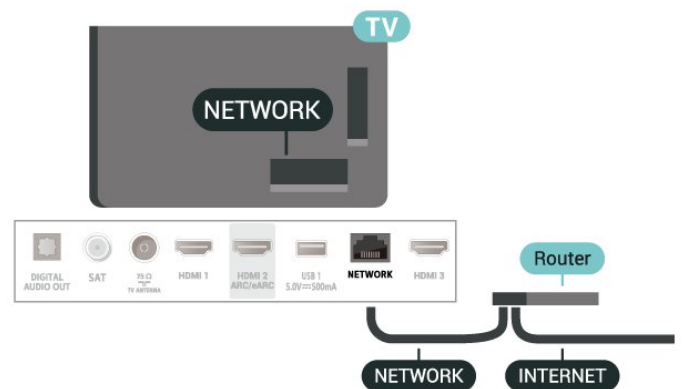 TV
NETWORK
DIGITAL
AUDIO OUT
SAT
75 Ω
TV ANTENNA
HDMI 1
HDMI 2
ARC/eARC
USB 1
5.0V⎓500mA
NETWORK
HDMI 3
Router
NETWORK
INTERNET